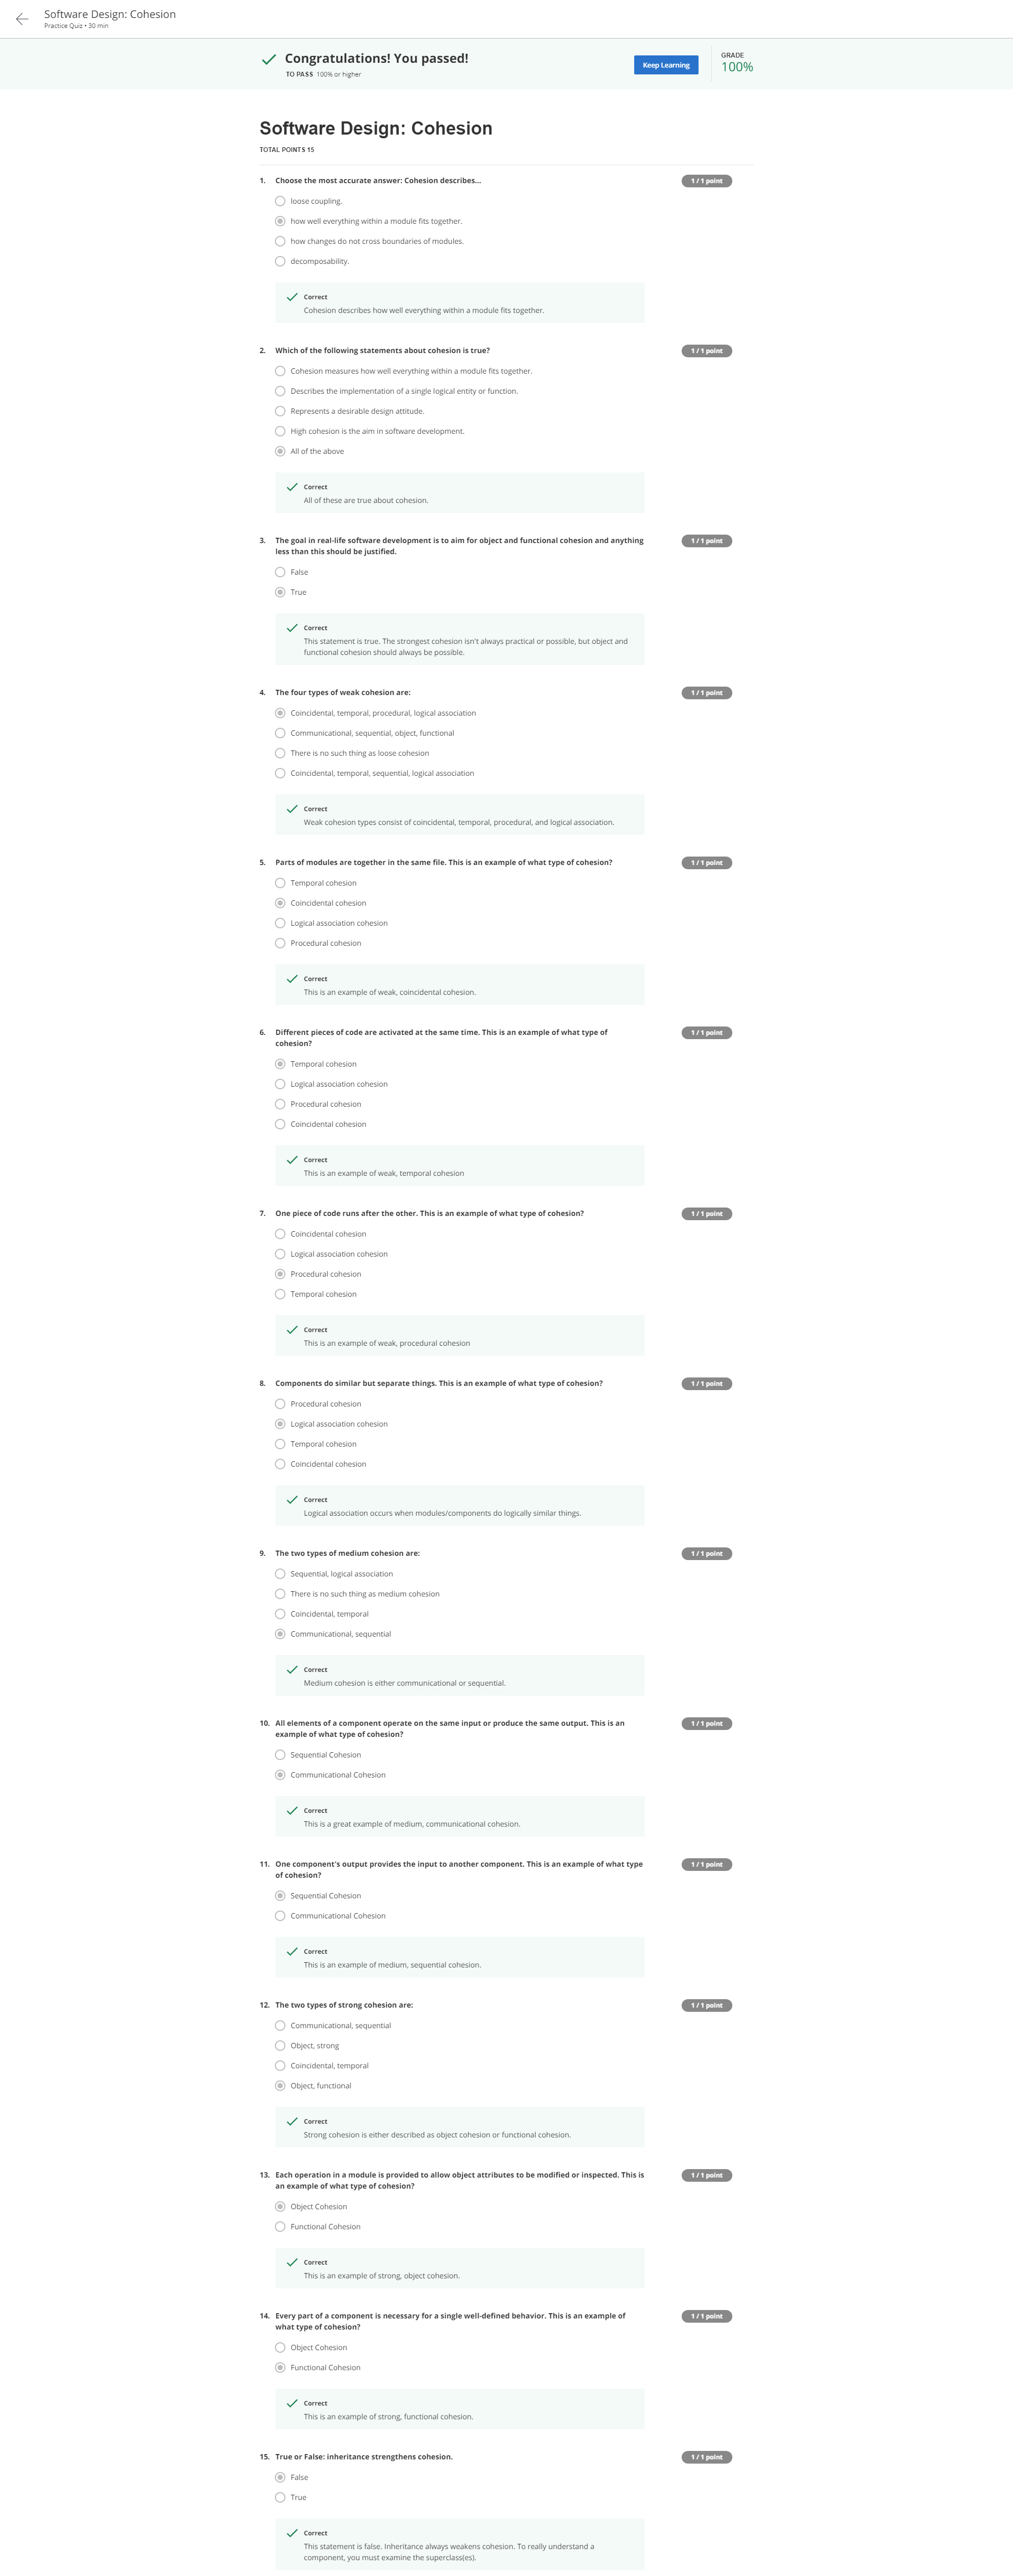 Software Design: Cohesion
Practice Quiz • 30 min
Congratulations! You passed!
TO PASS 100% or higher
Keep Learning
GRADE
100%
Software Design: Cohesion
TOTAL POINTS 15
1. Choose the most accurate answer: Cohesion describes...
1 / 1 point
loose coupling.
how well everything within a module fits together.
how changes do not cross boundaries of modules.
decomposability.
Correct
Cohesion describes how well everything within a module fits together.
2. Which of the following statements about cohesion is true?
1 / 1 point
Cohesion measures how well everything within a module fits together.
Describes the implementation of a single logical entity or function.
Represents a desirable design attitude.
High cohesion is the aim in software development.
All of the above
Correct
All of these are true about cohesion.
3. The goal in real-life software development is to aim for object and functional cohesion and anything
less than this should be justified.
1 / 1 point
False
True
Correct
This statement is true. The strongest cohesion isn't always practical or possible, but object and
functional cohesion should always be possible.
4. The four types of weak cohesion are:
1 / 1 point
Coincidental, temporal, procedural, logical association
Communicational, sequential, object, functional
There is no such thing as loose cohesion
Coincidental, temporal, sequential, logical association
Correct
Weak cohesion types consist of coincidental, temporal, procedural, and logical association.
5. Parts of modules are together in the same file. This is an example of what type of cohesion?
1 / 1 point
Temporal cohesion
Coincidental cohesion
Logical association cohesion
Procedural cohesion
Correct
This is an example of weak, coincidental cohesion.
6. Different pieces of code are activated at the same time. This is an example of what type of
cohesion?
1 / 1 point
Temporal cohesion
Logical association cohesion
Procedural cohesion
Coincidental cohesion
Correct
This is an example of weak, temporal cohesion
7. One piece of code runs after the other. This is an example of what type of cohesion?
1 / 1 point
Coincidental cohesion
Logical association cohesion
Procedural cohesion
Temporal cohesion
Correct
This is an example of weak, procedural cohesion
8. Components do similar but separate things. This is an example of what type of cohesion?
1 / 1 point
Procedural cohesion
Logical association cohesion
Temporal cohesion
Coincidental cohesion
Correct
Logical association occurs when modules/components do logically similar things.
9. The two types of medium cohesion are:
1 / 1 point
Sequential, logical association
There is no such thing as medium cohesion
Coincidental, temporal
Communicational, sequential
Correct
Medium cohesion is either communicational or sequential.
10. All elements of a component operate on the same input or produce the same output. This is an
example of what type of cohesion?
1 / 1 point
Sequential Cohesion
Communicational Cohesion
Correct
This is a great example of medium, communicational cohesion.
11. One component's output provides the input to another component. This is an example of what type
of cohesion?
1 / 1 point
Sequential Cohesion
Communicational Cohesion
Correct
This is an example of medium, sequential cohesion.
12. The two types of strong cohesion are:
1 / 1 point
Communicational, sequential
Object, strong
Coincidental, temporal
Object, functional
Correct
Strong cohesion is either described as object cohesion or functional cohesion.
13. Each operation in a module is provided to allow object attributes to be modified or inspected. This is
an example of what type of cohesion?
1 / 1 point
Object Cohesion
Functional Cohesion
Correct
This is an example of strong, object cohesion.
14. Every part of a component is necessary for a single well-defined behavior. This is an example of
what type of cohesion?
1 / 1 point
Object Cohesion
Functional Cohesion
Correct
This is an example of strong, functional cohesion.
15. True or False: inheritance strengthens cohesion.
1 / 1 point
False
True
Correct
This statement is false. Inheritance always weakens cohesion. To really understand a
component, you must examine the superclass(es).